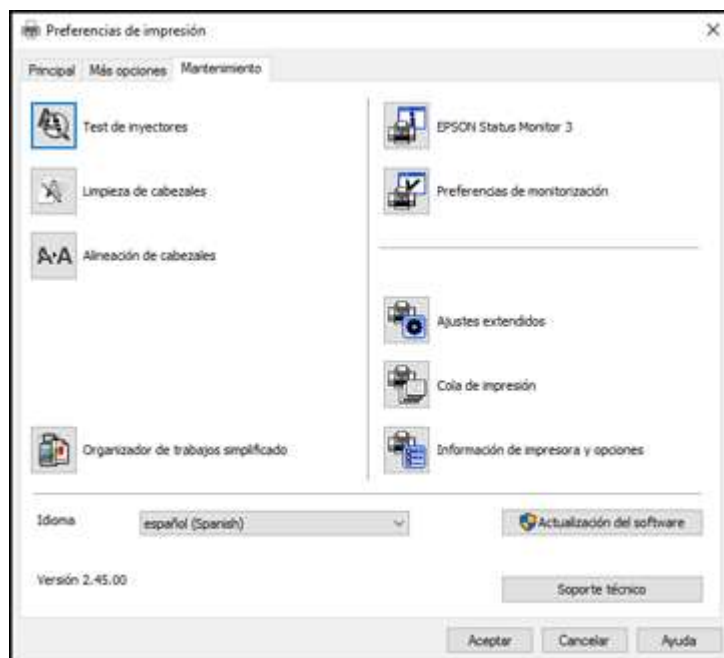 Preferencias de impresión
Principal Más opciones Mantenimiento
Test de inyectores
EPSON Status Monitor 3
Limpieza de cabezales
Preferencias de monitorización
A·A Alineación de cabezales
Ajustes extendidos
Cola de impresión
Organizador de trabajos simplificado
Información de impresora y opciones
Idioma español (Spanish) Actualización del software
Versión 2.45.00
Soporte técnico
Aceptar Cancelar Ayuda